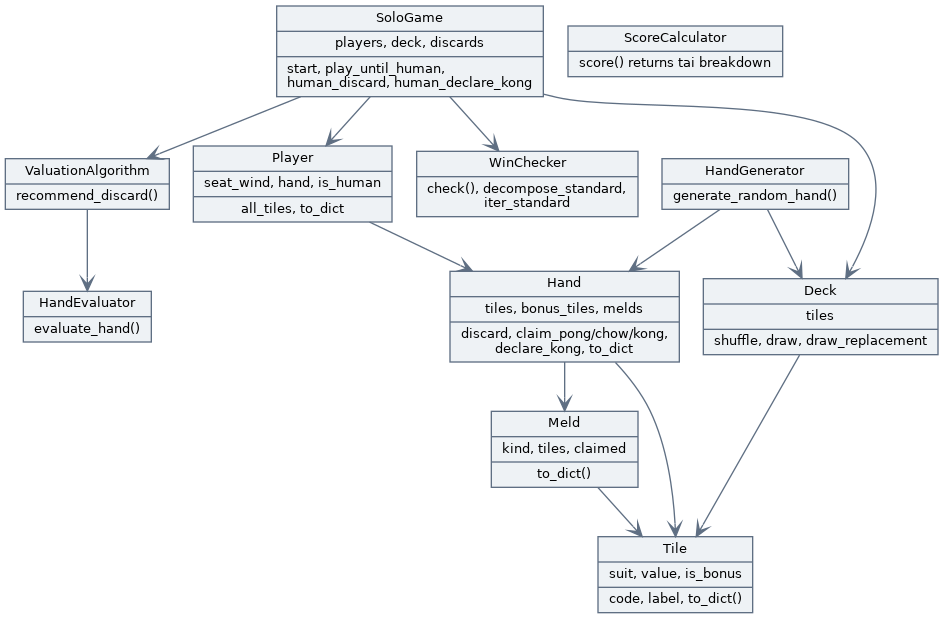 SoloGame
players, deck, discards
start, play_until_human,
human_discard, human_declare_kong
ScoreCalculator
score() returns tai breakdown
ValuationAlgorithm
recommend_discard()
Player
seat_wind, hand, is_human
all_tiles, to_dict
WinChecker
check(), decompose_standard,
iter_standard
HandGenerator
generate_random_hand()
HandEvaluator
evaluate_hand()
Hand
tiles, bonus_tiles, melds
discard, claim_pong/chow/kong,
declare_kong, to_dict
Deck
tiles
shuffle, draw, draw_replacement
Meld
kind, tiles, claimed
to_dict()
Tile
suit, value, is_bonus
code, label, to_dict()